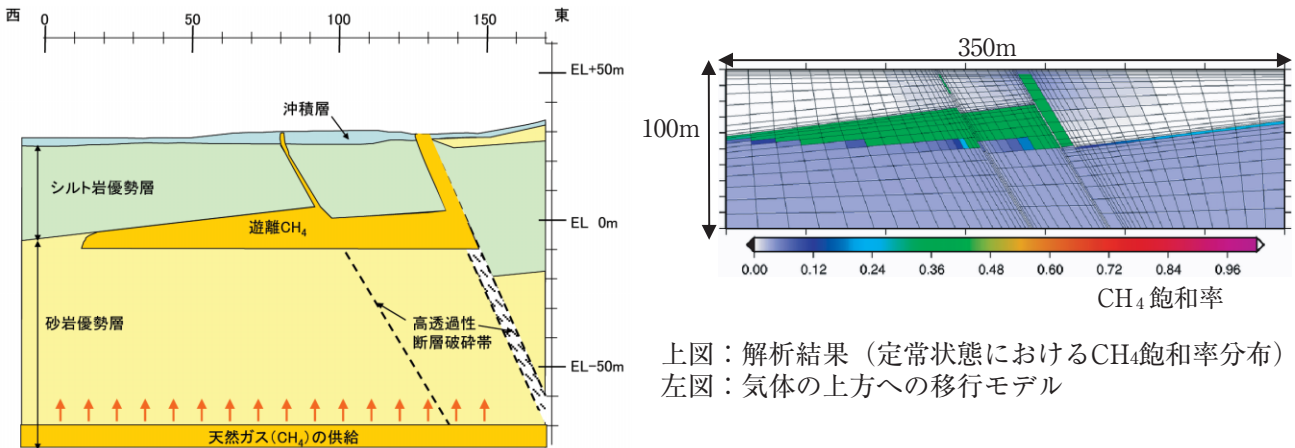 西 0 50 100 150 東
EL+50m
沖積層
シルト岩優勢層
遊離CH₄
EL 0m
砂岩優勢層
高透過性
断層破砕帯
EL−50m
天然ガス(CH₄)の供給
350m
100m
0.00 0.12 0.24 0.36 0.48 0.60 0.72 0.84 0.96
CH₄ 飽和率
上図：解析結果（定常状態におけるCH₄飽和率分布）
左図：気体の上方への移行モデル